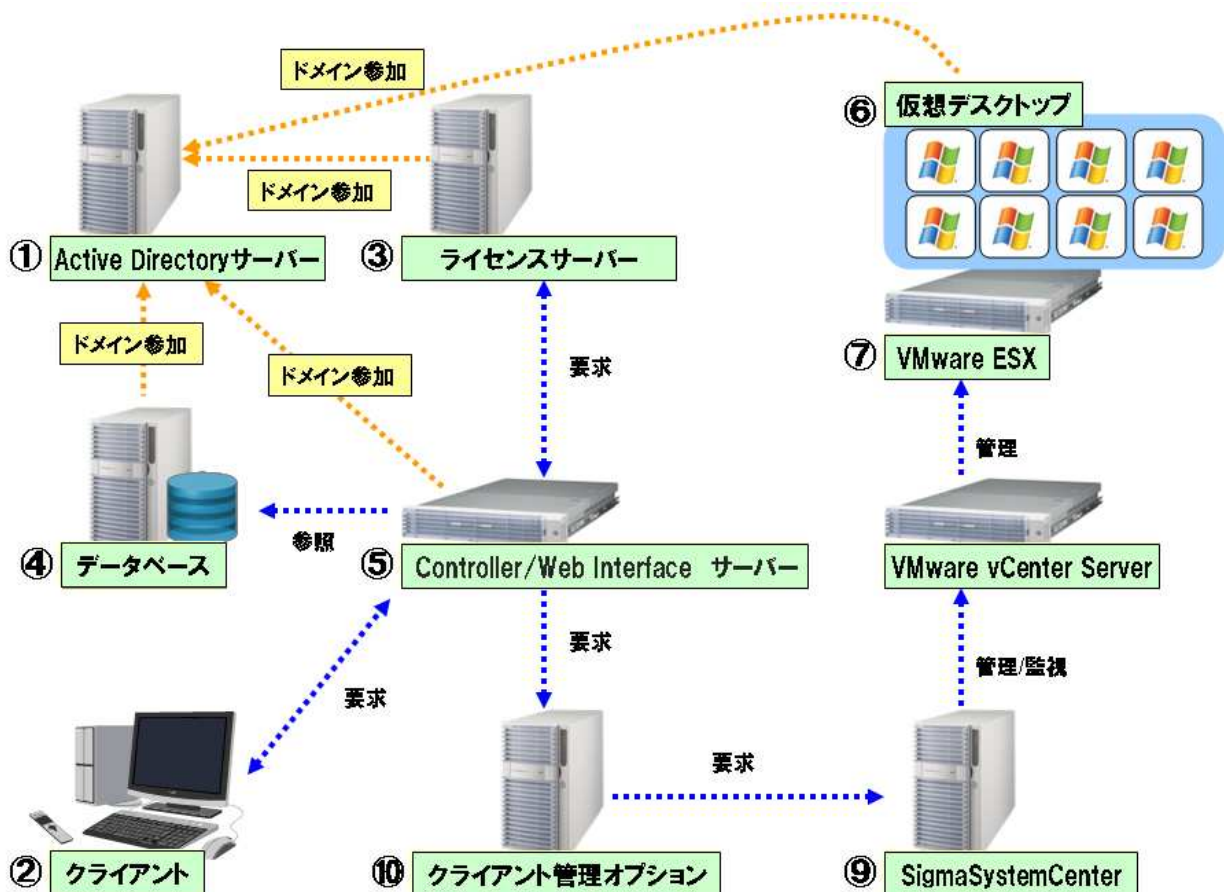 ドメイン参加
⑥ 仮想デスクトップ
ドメイン参加
① Active Directoryサーバー
③ ライセンスサーバー
ドメイン参加
ドメイン参加
要求
⑦ VMware ESX
管理
参照
④ データベース
⑤ Controller/Web Interface サーバー
VMware vCenter Server
要求
要求
管理/監視
要求
② クライアント
⑩ クライアント管理オプション
⑨ SigmaSystemCenter